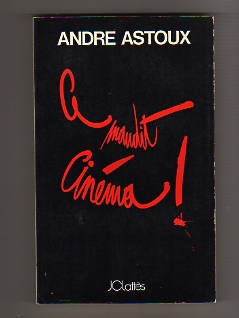 ANDRE ASTOUX
Ce
maudit
Cinéma!
JClattès